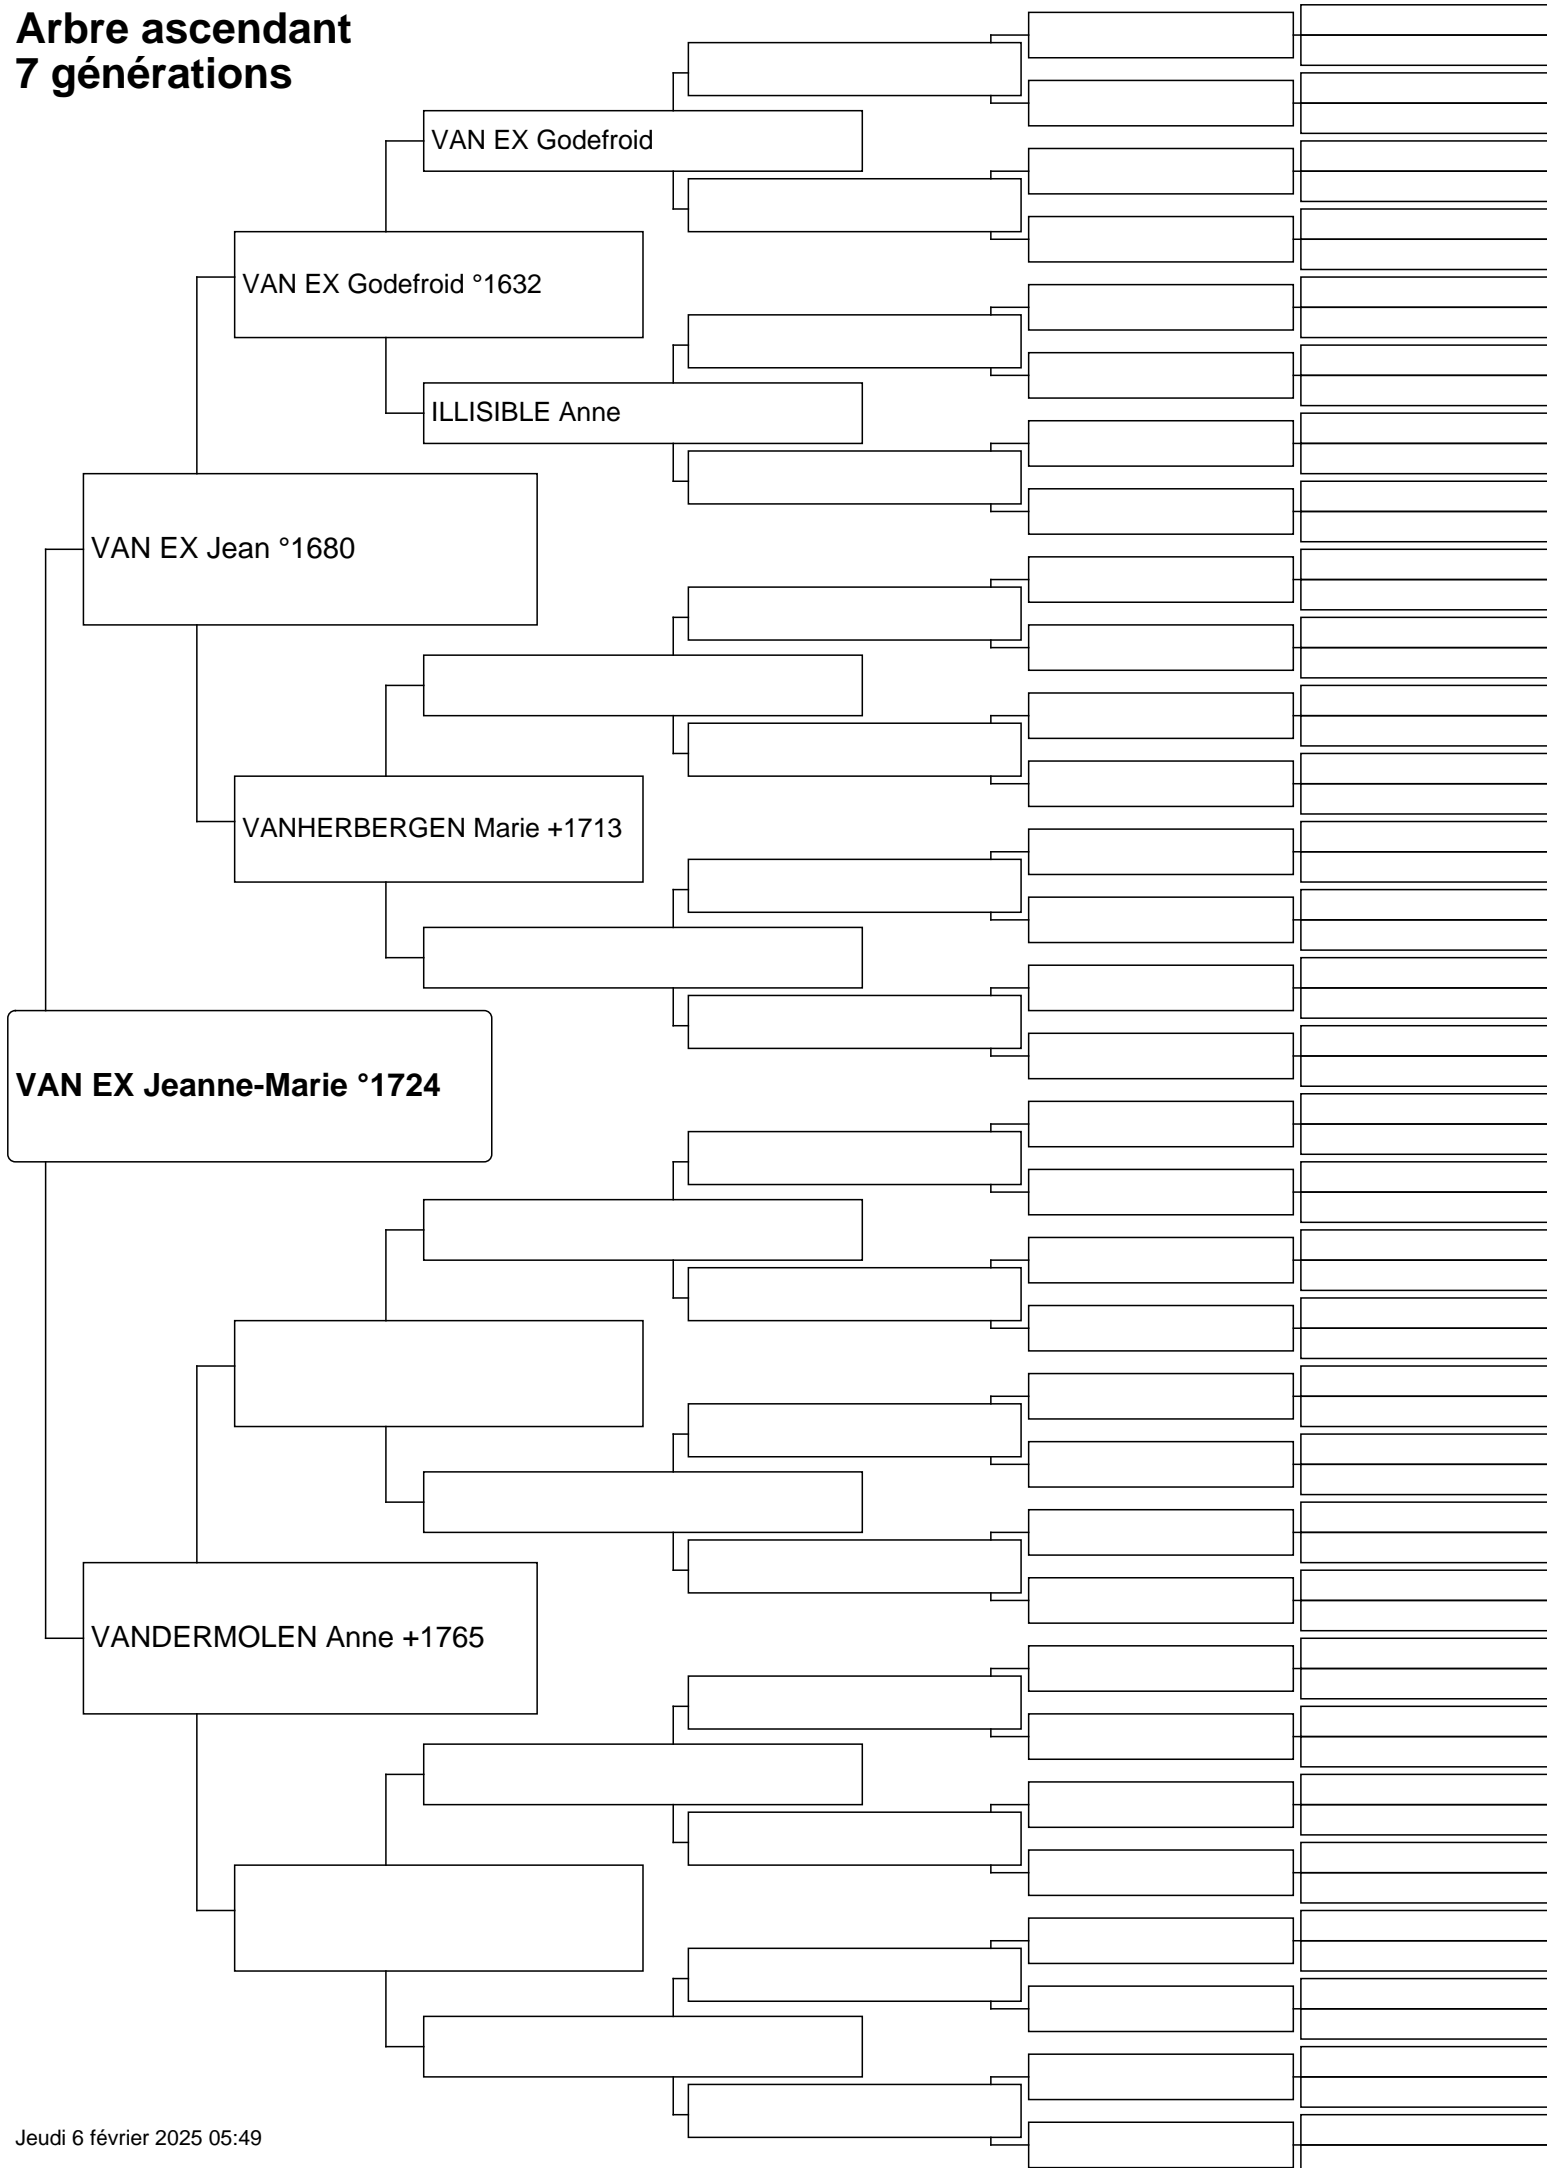 Arbre ascendant
7 générations
VAN EX Godefroid
VAN EX Godefroid °1632
ILLISIBLE Anne
VAN EX Jean °1680
VANHERBERGEN Marie +1713
VAN EX Jeanne-Marie °1724
VANDERMOLEN Anne +1765
Jeudi 6 février 2025 05:49